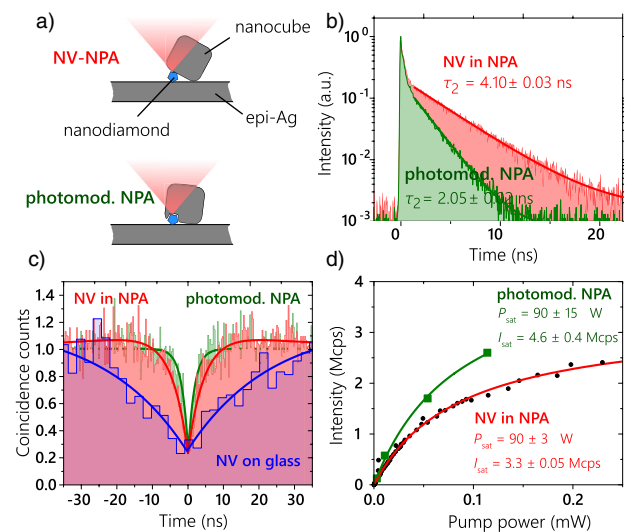 a)
nanocube
NV-NPA
nanodiamond
epi-Ag
photomod. NPA
b)
Intensity (a.u.)
10⁰
10⁻¹
10⁻²
10⁻³
NV in NPA
τ₂ = 4.10± 0.03 ns
photomod. NPA
τ₂= 2.05± 0.02 ns
0
10
20
Time (ns)
c)
Coincidence counts
1.4
1.2
1.0
0.8
0.6
0.4
0.2
0.0
NV in NPA
photomod. NPA
NV on glass
-30
-20
-10
0
10
20
30
Time (ns)
d)
Intensity (Mcps)
4
3
2
1
0
photomod. NPA
P_sat = 90 ± 15 W
I_sat = 4.6 ± 0.4 Mcps
NV in NPA
P_sat = 90 ± 3 W
I_sat = 3.3 ± 0.05 Mcps
0.0
0.1
0.2
Pump power (mW)